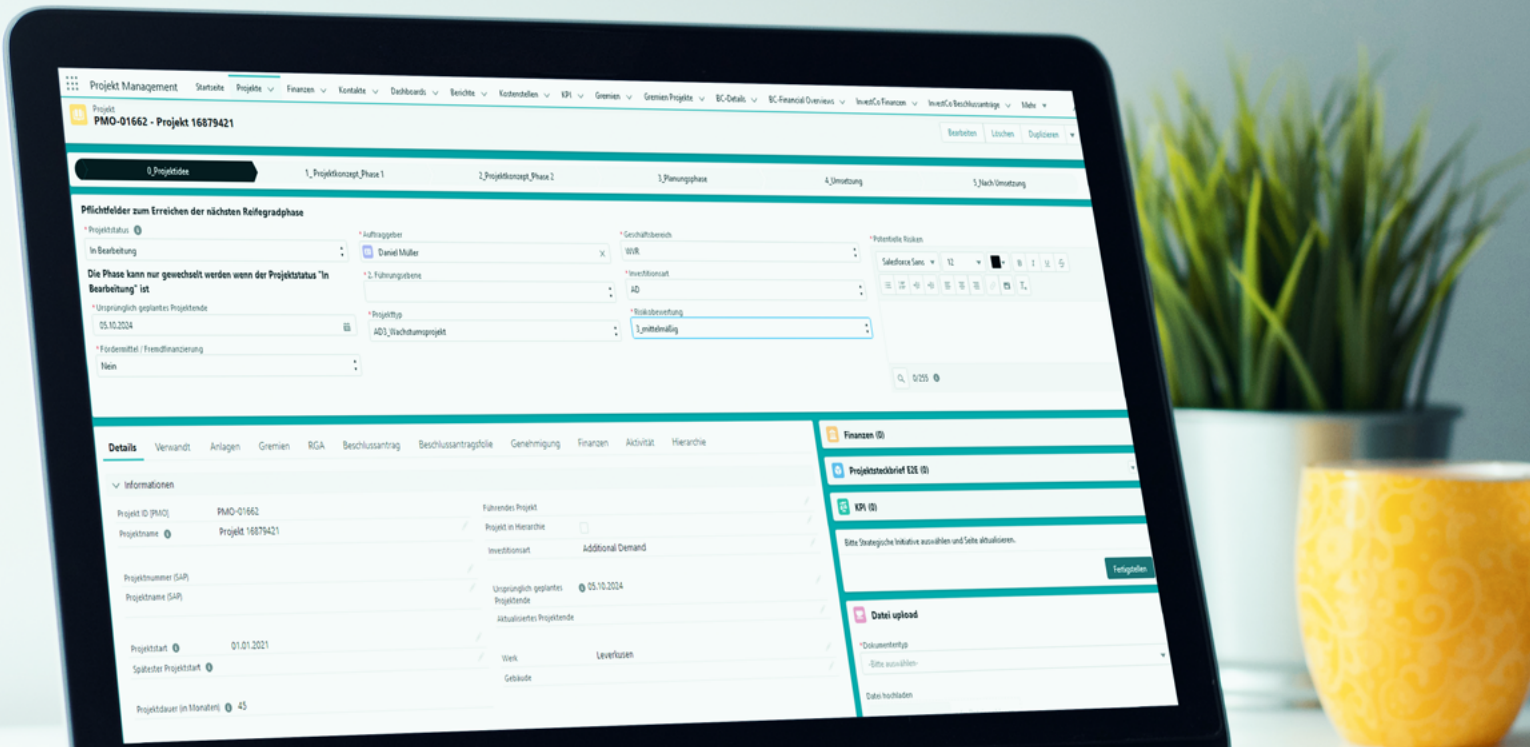 Projekt Management Startseite Projekte Finanzen Kontakte Dashboards Berichte Kostenstellen KPI Gremien Gremien Projekte BC-Details BC-Financial Overviews InvestCo Finanzen InvestCo Beschlussanträge Mehr
Projekt
PMO-01662 - Projekt 16879421
Bearbeiten Löschen Duplizieren
0_Projektidee 1_Projektkonzept_Phase 1 2_Projektkonzept_Phase 2 3_Planungsphase 4_Umsetzung 5_Nach Umsetzung
Pflichtfelder zum Erreichen der nächsten Reifegradphase
*Projektstatus
In Bearbeitung
Die Phase kann nur gewechselt werden wenn der Projektstatus "In
Bearbeitung" ist
*Ursprünglich geplantes Projektende
05.10.2024
*Fördermittel / Fremdfinanzierung
Nein
*Auftraggeber
Daniel Müller
*2. Führungsebene
*Projekttyp
AD3_Wachstumsprojekt
*Geschäftsbereich
WVR
*Investitionsart
AD
*Risikobewertung
3_mittelmäßig
*Potentielle Risiken
Salesforce Sans 12
B I U S
0/255
Details Verwandt Anlagen Gremien RGA Beschlussantrag Beschlussantragsfolie Genehmigung Finanzen Aktivität Hierarchie
Informationen
Projekt ID [PMO] PMO-01662
Projektname Projekt 16879421
Projektnummer (SAP)
Projektname (SAP)
Projektstart 01.01.2021
Spätester Projektstart
Projektdauer (in Monaten) 45
Führendes Projekt
Projekt in Hierarchie
Investitionsart Additional Demand
Ursprünglich geplantes 05.10.2024
Projektende
Aktualisiertes Projektende
Werk Leverkusen
Gebäude
Finanzen (0)
Projektsteckbrief E2E (0)
KPI (0)
Bitte Strategische Initiative auswählen und Seite aktualisieren.
Fertigstellen
Datei upload
*Dokumententyp
-Bitte auswählen-
Datei hochladen